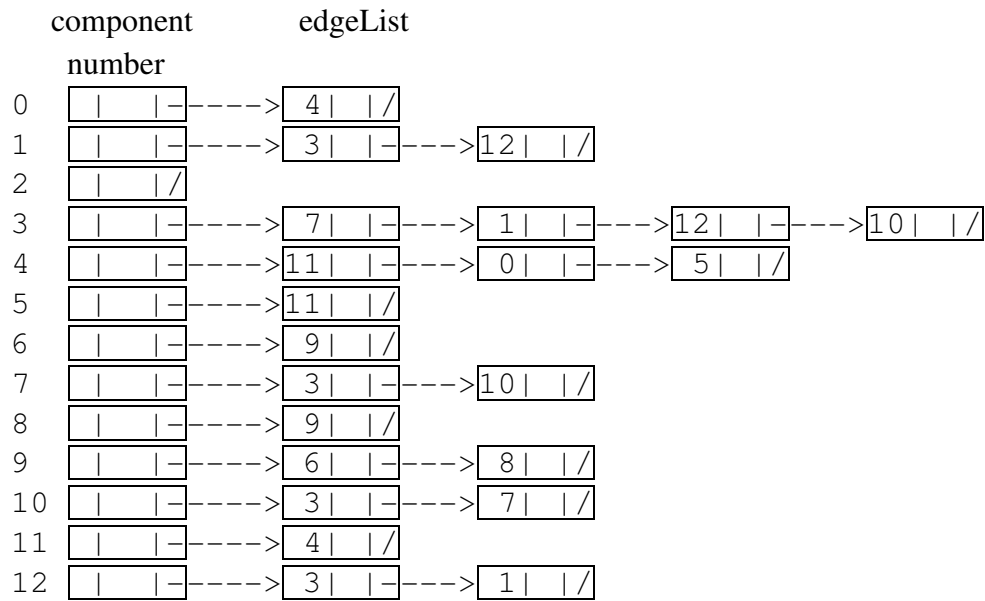 component edgeList
number
0 | | |-----> 4| |/
1 | | |-----> 3| |---->12| |/
2 | | |/
3 | | |-----> 7| |----> 1| |---->12| |---->10| |/
4 | | |----->11| |----> 0| |----> 5| |/
5 | | |----->11| |/
6 | | |-----> 9| |/
7 | | |-----> 3| |---->10| |/
8 | | |-----> 9| |/
9 | | |-----> 6| |----> 8| |/
10 | | |-----> 3| |----> 7| |/
11 | | |-----> 4| |/
12 | | |-----> 3| |----> 1| |/